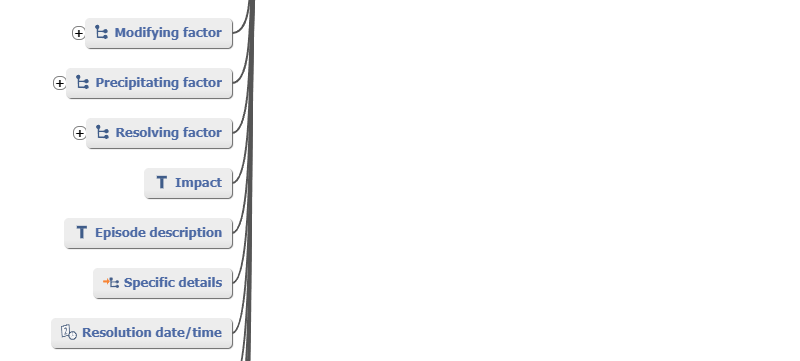 Modifying factor
Precipitating factor
Resolving factor
Impact
Episode description
Specific details
Resolution date/time